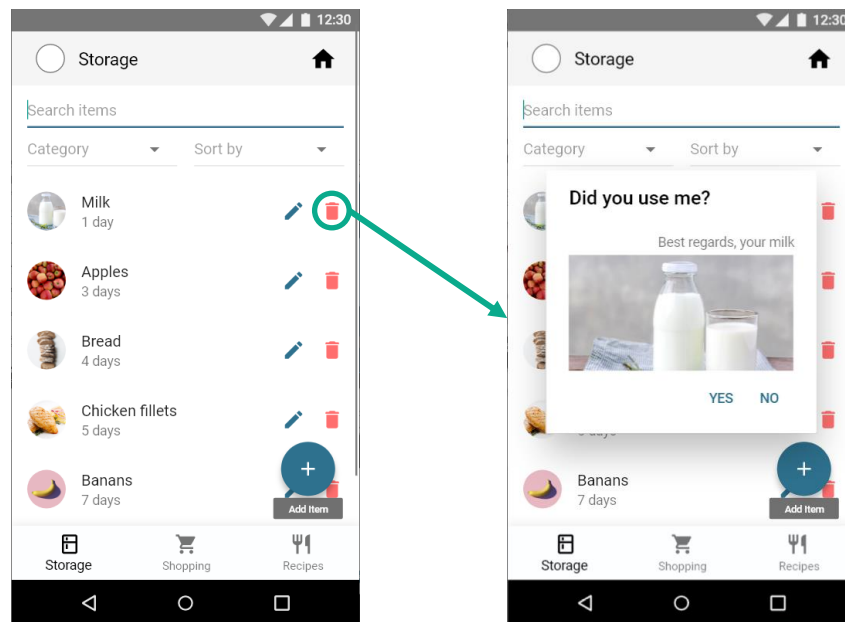 12:30
Storage
Search items
Category Sort by
Milk
1 day
Apples
3 days
Bread
4 days
Chicken fillets
5 days
Banans
7 days
+
Add Item
Storage Shopping Recipes
12:30
Storage
Search items
Category Sort by
Did you use me?
Best regards, your milk
YES NO
Banans
7 days
+
Add Item
Storage Shopping Recipes